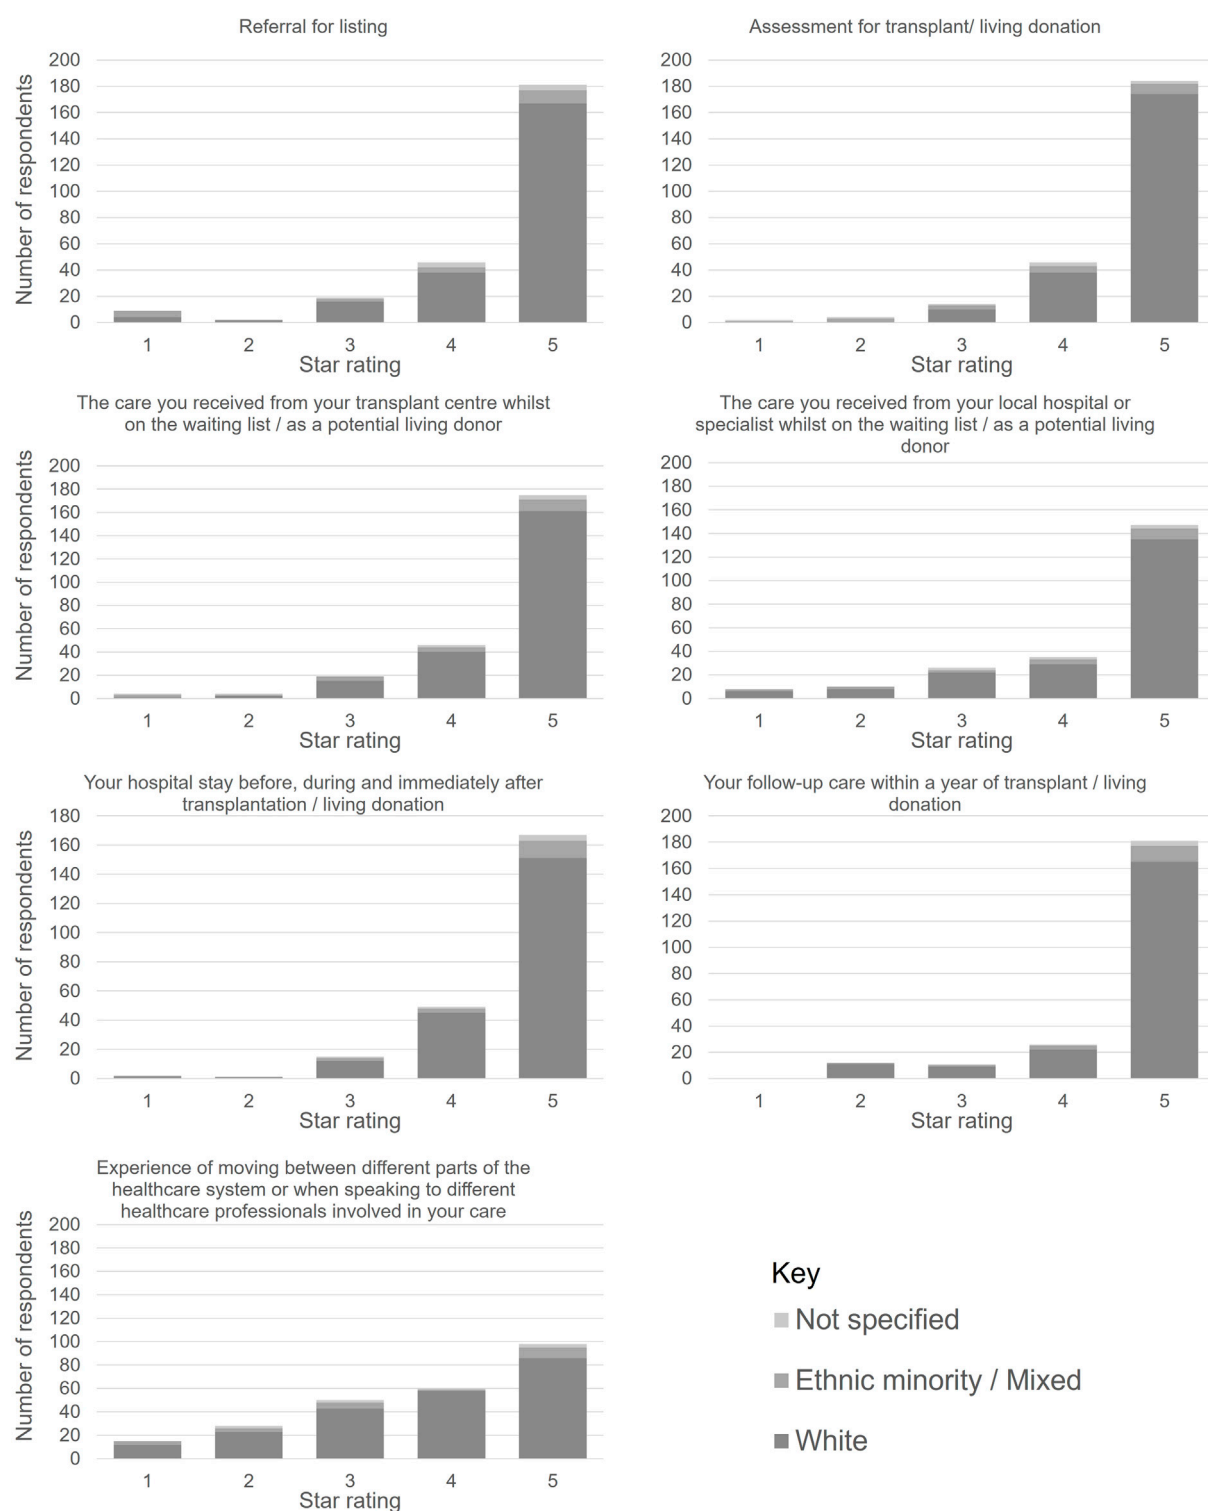 Referral for listing
Number of respondents
200
180
160
140
120
100
80
60
40
20
0
1 2 3 4 5
Star rating
Assessment for transplant/ living donation
200
180
160
140
120
100
80
60
40
20
0
1 2 3 4 5
Star rating
The care you received from your transplant centre whilst
on the waiting list / as a potential living donor
Number of respondents
200
180
160
140
120
100
80
60
40
20
0
1 2 3 4 5
Star rating
The care you received from your local hospital or
specialist whilst on the waiting list / as a potential living
donor
200
180
160
140
120
100
80
60
40
20
0
1 2 3 4 5
Star rating
Your hospital stay before, during and immediately after
transplantation / living donation
Number of respondents
180
160
140
120
100
80
60
40
20
0
1 2 3 4 5
Star rating
Your follow-up care within a year of transplant / living
donation
200
180
160
140
120
100
80
60
40
20
0
1 2 3 4 5
Star rating
Experience of moving between different parts of the
healthcare system or when speaking to different
healthcare professionals involved in your care
Number of respondents
200
180
160
140
120
100
80
60
40
20
0
1 2 3 4 5
Star rating
Key
Not specified
Ethnic minority / Mixed
White